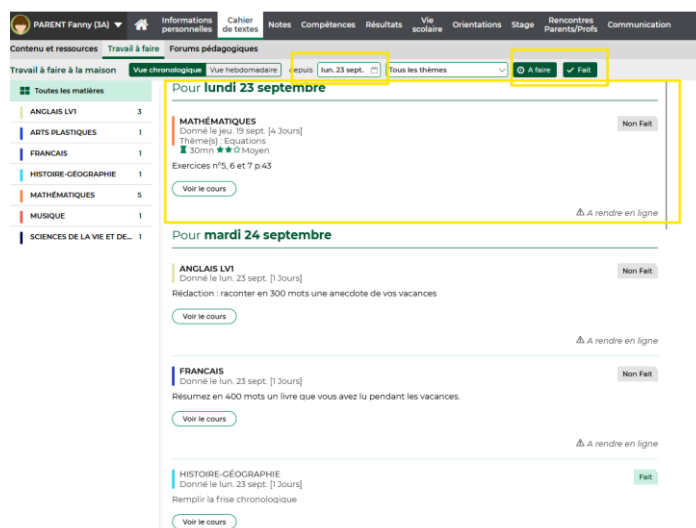 PARENT Fanny (3A)
Informations personnelles
Cahier de textes
Notes
Compétences
Résultats
Vie scolaire
Orientations
Stage
Rencontres Parents/Profs
Communication
Contenu et ressources
Travail à faire
Forums pédagogiques
Travail à faire à la maison
Vue chronologique
Vue hebdomadaire
depuis
lun. 23 sept.
Tous les thèmes
A faire
Fait
Toutes les matières
ANGLAIS LV1 3
ARTS PLASTIQUES 1
FRANCAIS 1
HISTOIRE-GÉOGRAPHIE 1
MATHÉMATIQUES 5
MUSIQUE 1
SCIENCES DE LA VIE ET DE... 1
Pour lundi 23 septembre
MATHÉMATIQUES
Non Fait
Donné le jeu. 19 sept. [4 Jours]
Thème(s) : Equations
30mn Moyen
Exercices n°5, 6 et 7 p.43
Voir le cours
A rendre en ligne
Pour mardi 24 septembre
ANGLAIS LV1
Non Fait
Donné le lun. 23 sept. [1 Jours]
Rédaction : raconter en 300 mots une anecdote de vos vacances
Voir le cours
A rendre en ligne
FRANCAIS
Non Fait
Donné le lun. 23 sept. [1 Jours]
Résumez en 400 mots un livre que vous avez lu pendant les vacances.
Voir le cours
A rendre en ligne
HISTOIRE-GÉOGRAPHIE
Fait
Donné le lun. 23 sept. [1 Jours]
Remplir la frise chronologique
Voir le cours